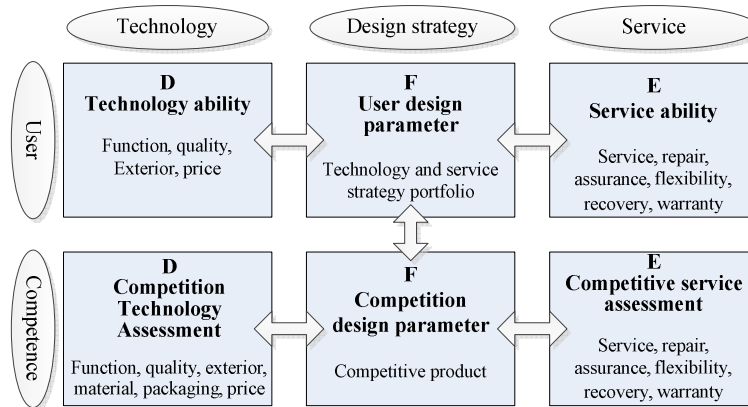 Technology
Design strategy
Service
User
D
Technology ability
Function, quality,
Exterior, price
F
User design
parameter
Technology and service
strategy portfolio
E
Service ability
Service, repair,
assurance, flexibility,
recovery, warranty
Competence
D
Competition
Technology
Assessment
Function, quality, exterior,
material, packaging, price
F
Competition
design parameter
Competitive product
E
Competitive service
assessment
Service, repair,
assurance, flexibility,
recovery, warranty